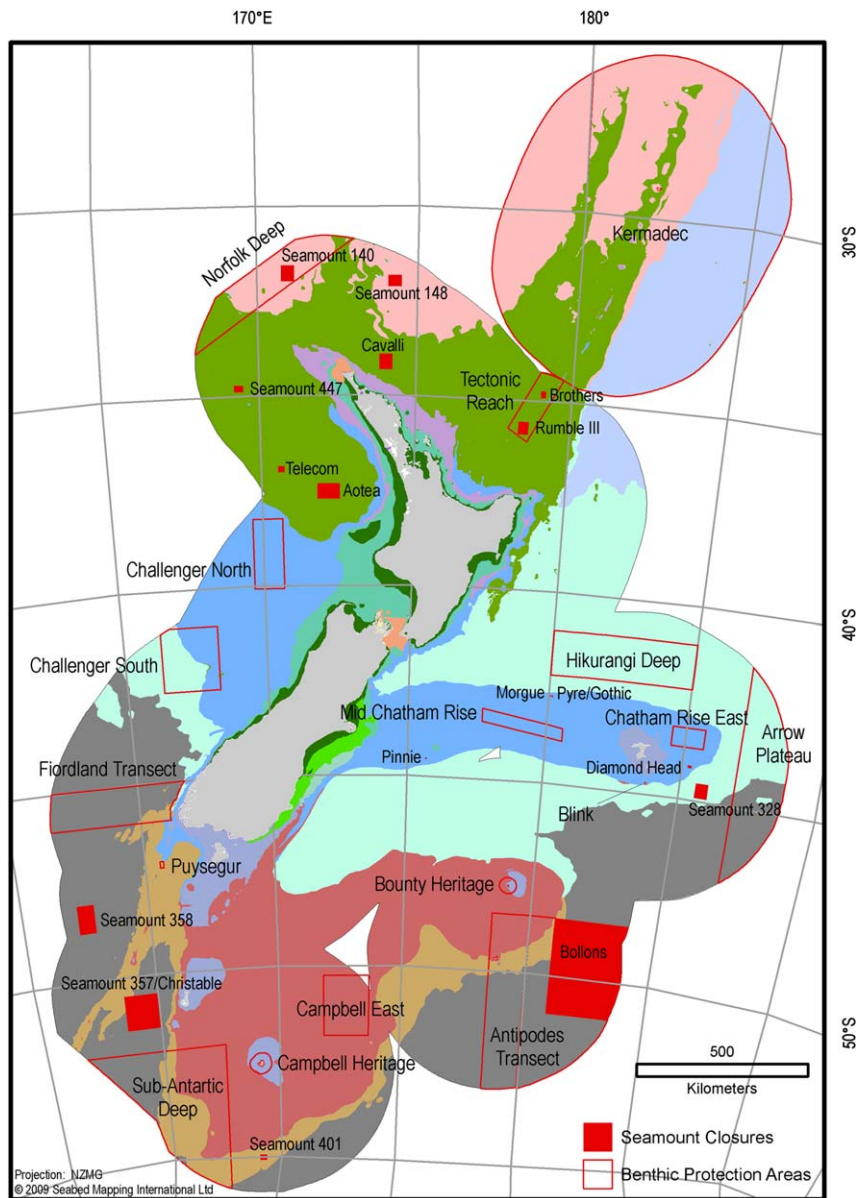 170°E
180°
30°S
Kermadec
Norfolk Deep
Seamount 140
Seamount 148
Cavalli
Tectonic
Reach
Brothers
Seamount 447
Rumble III
Telecom
Aotea
Challenger North
40°S
Challenger South
Hikurangi Deep
Morgue
Pyre/Gothic
Mid Chatham Rise
Chatham Rise East
Arrow
Plateau
Pinnie
Diamond Head
Fiordland Transect
Seamount 328
Blink
Puysegur
Bounty Heritage
Seamount 358
Bollons
Seamount 357/Christable
Campbell East
Antipodes
Transect
50°S
Campbell Heritage
Sub-Antarctic
Deep
500
Kilometers
Seamount 401
Seamount Closures
Benthic Protection Areas
Projection: NZMG
© 2009 Seabed Mapping International Ltd